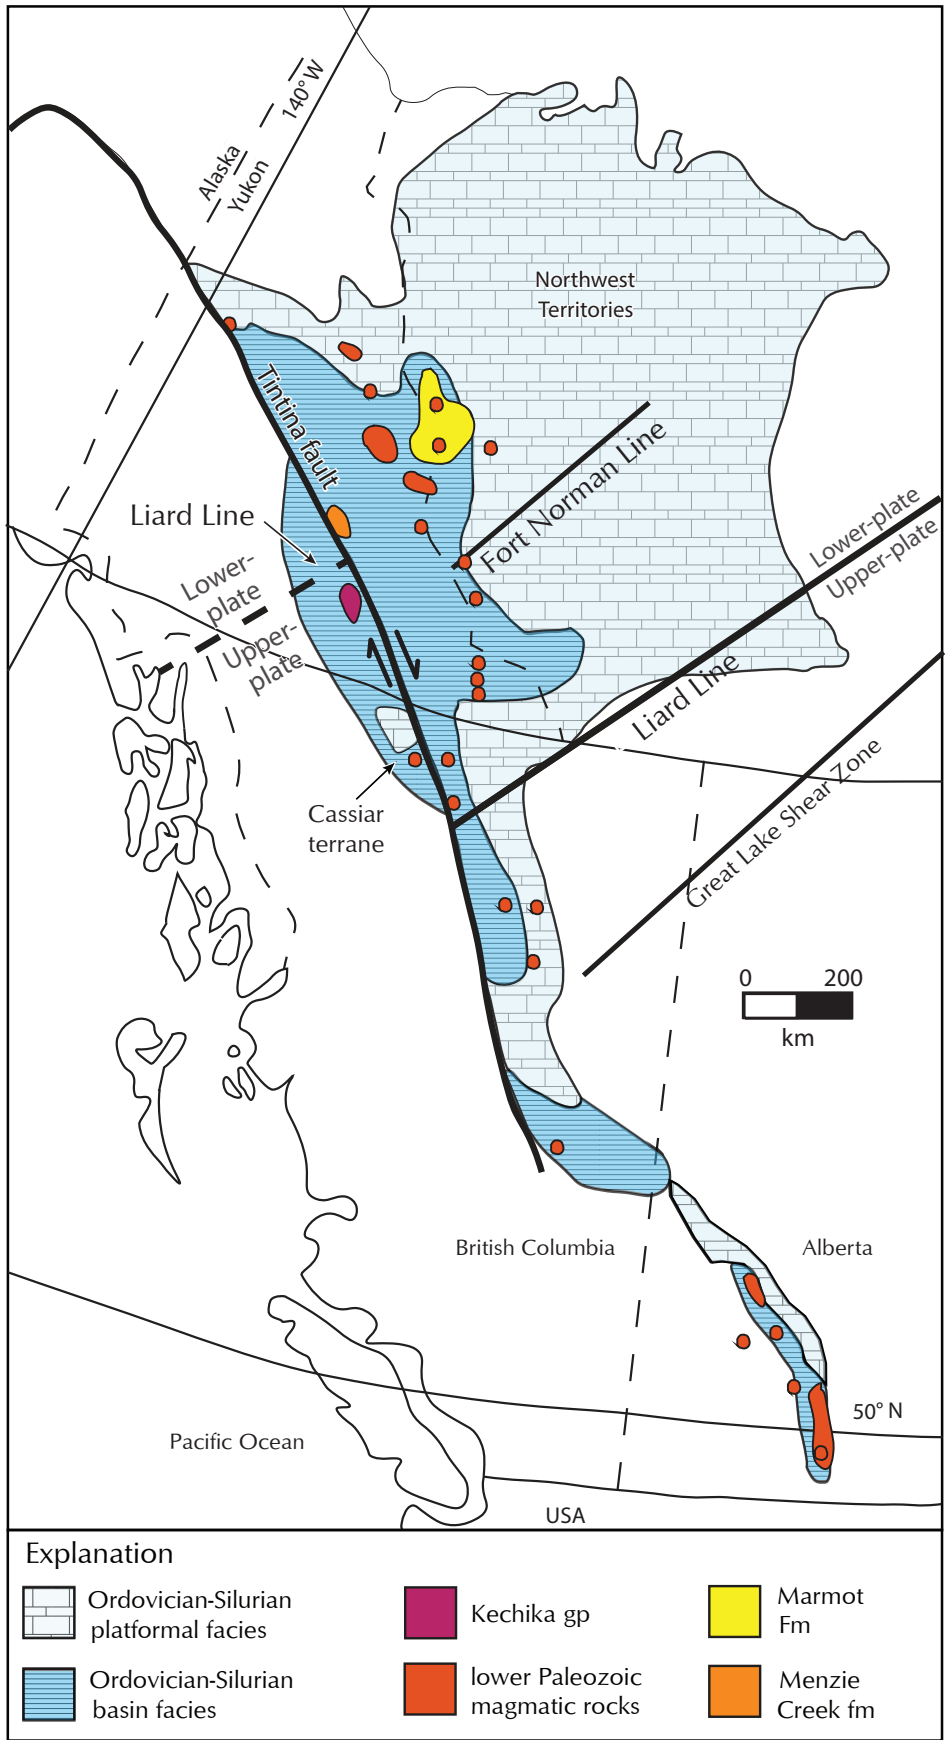 140° W
Alaska
Yukon
Northwest
Territories
Tintina fault
Liard Line
Fort Norman Line
Lower-plate
Upper-plate
Lower-
plate
Upper-
plate
Liard Line
Great Lake Shear Zone
Cassiar
terrane
0 200
km
British Columbia
Alberta
50° N
Pacific Ocean
USA
Explanation
Ordovician-Silurian
platformal facies
Ordovician-Silurian
basin facies
Kechika gp
lower Paleozoic
magmatic rocks
Marmot
Fm
Menzie
Creek fm